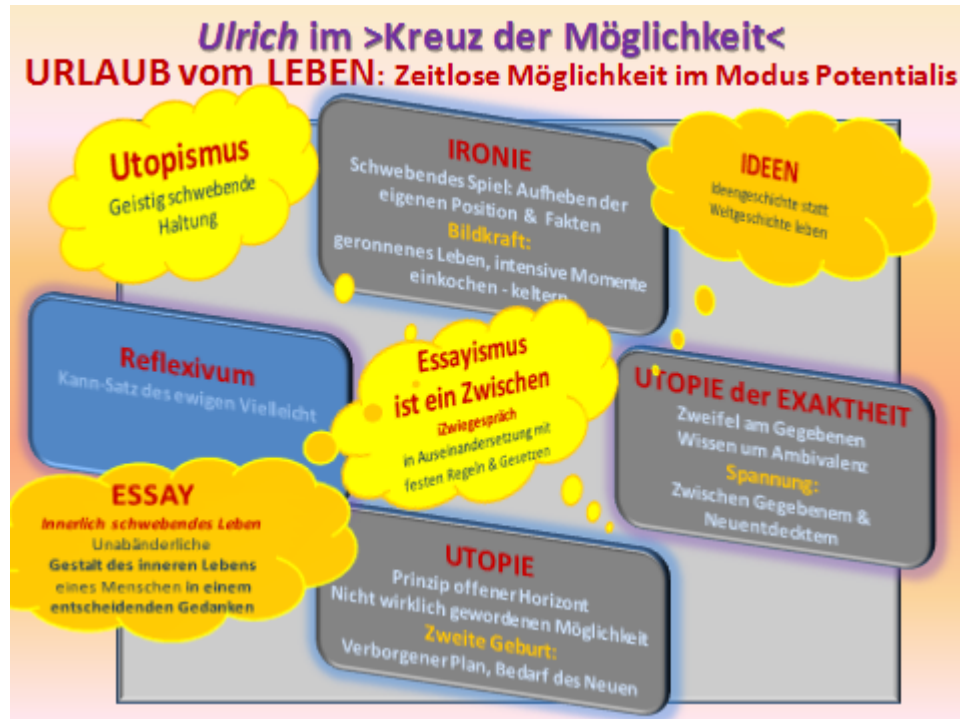 Ulrich im >Kreuz der Möglichkeit<
URLAUB vom LEBEN: Zeitlose Möglichkeit im Modus Potentialis
Utopismus
Geistig schwebende
Haltung
IRONIE
Schwebendes Spiel: Aufheben der
eigenen Position & Fakten
Bildkraft:
geronnenes Leben, intensive Momente
einkochen - keltern
IDEEN
Ideengeschichte statt
Weltgeschichte leben
Reflexivum
Kann-Satz des ewigen Vielleicht
Essayismus
ist ein Zwischen
iZwiegespräch
in Auseinandersetzung mit
festen Regeln & Gesetzen
UTOPIE der EXAKTHEIT
Zweifel am Gegebenen
Wissen um Ambivalenz
Spannung:
Zwischen Gegebenem &
Neuentdecktem
ESSAY
Innerlich schwebendes Leben
Unabänderliche
Gestalt des inneren Lebens
eines Menschen in einem
entscheidenden Gedanken
UTOPIE
Prinzip offener Horizont
Nicht wirklich gewordenen Möglichkeit
Zweite Geburt:
Verborgener Plan, Bedarf des Neuen